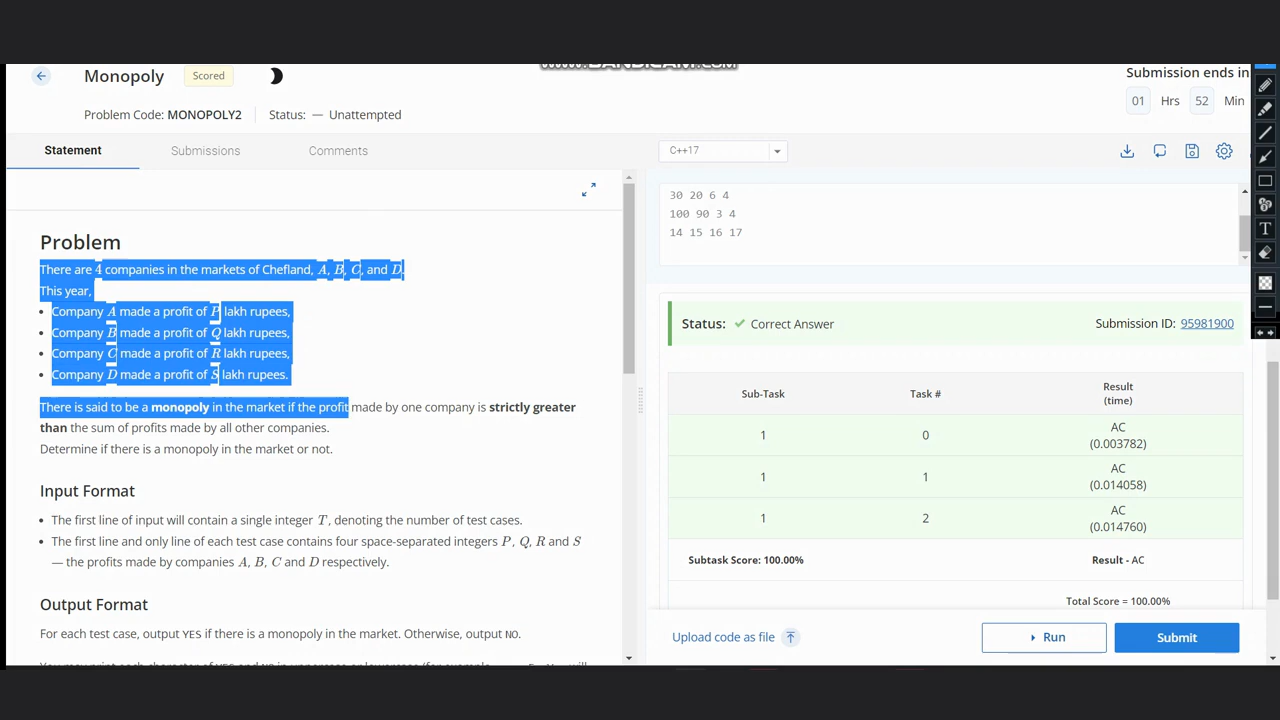 www.BANDICAM.com
Monopoly
Scored
Submission ends in
Problem Code: MONOPOLY2
Status: — Unattempted
01 Hrs 52 Min
Statement
Submissions
Comments
C++17
Problem
There are 4 companies in the markets of Chefland, A, B, C, and D.
This year,
• Company A made a profit of P lakh rupees,
• Company B made a profit of Q lakh rupees,
• Company C made a profit of R lakh rupees,
• Company D made a profit of S lakh rupees.
There is said to be a monopoly in the market if the profit made by one company is strictly greater
than the sum of profits made by all other companies.
Determine if there is a monopoly in the market or not.
Input Format
• The first line of input will contain a single integer T, denoting the number of test cases.
• The first line and only line of each test case contains four space-separated integers P, Q, R and S
— the profits made by companies A, B, C and D respectively.
Output Format
For each test case, output YES if there is a monopoly in the market. Otherwise, output NO.
30 20 6 4
100 90 3 4
14 15 16 17
Status: ✓ Correct Answer
Submission ID: 95981900
Sub-Task
Task #
Result
(time)
1 0 AC
(0.003782)
1 1 AC
(0.014058)
1 2 AC
(0.014760)
Subtask Score: 100.00%
Result - AC
Total Score = 100.00%
Upload code as file
Run
Submit